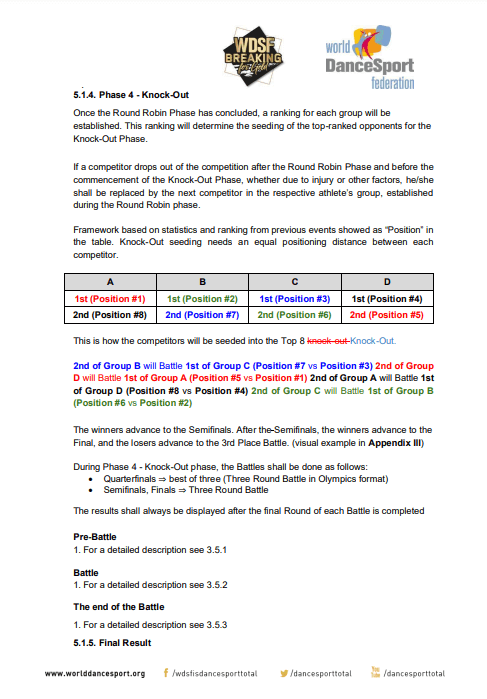 WDSF
BREAKING
for Gold
world
DanceSport
federation
5.1.4. Phase 4 - Knock-Out
Once the Round Robin Phase has concluded, a ranking for each group will be
established. This ranking will determine the seeding of the top-ranked opponents for the
Knock-Out Phase.
If a competitor drops out of the competition after the Round Robin Phase and before the
commencement of the Knock-Out Phase, whether due to injury or other factors, he/she
shall be replaced by the next competitor in the respective athlete's group, established
during the Round Robin phase.
Framework based on statistics and ranking from previous events showed as "Position" in
the table. Knock-Out seeding needs an equal positioning distance between each
competitor.
A B C D
1st (Position #1) 1st (Position #2) 1st (Position #3) 1st (Position #4)
2nd (Position #8) 2nd (Position #7) 2nd (Position #6) 2nd (Position #5)
This is how the competitors will be seeded into the Top 8 knock-out Knock-Out.
2nd of Group B will Battle 1st of Group C (Position #7 vs Position #3) 2nd of Group
D will Battle 1st of Group A (Position #5 vs Position #1) 2nd of Group A will Battle 1st
of Group D (Position #8 vs Position #4) 2nd of Group C will Battle 1st of Group B
(Position #6 vs Position #2)
The winners advance to the Semifinals. After the Semifinals, the winners advance to the
Final, and the losers advance to the 3rd Place Battle. (visual example in Appendix III)
During Phase 4 - Knock-Out phase, the Battles shall be done as follows:
• Quarterfinals ⇒ best of three (Three Round Battle in Olympics format)
• Semifinals, Finals ⇒ Three Round Battle
The results shall always be displayed after the final Round of each Battle is completed
Pre-Battle
1. For a detailed description see 3.5.1
Battle
1. For a detailed description see 3.5.2
The end of the Battle
1. For a detailed description see 3.5.3
5.1.5. Final Result
www.worlddancesport.org /wdsfisdancesporttotal /dancesporttotal /dancesporttotal